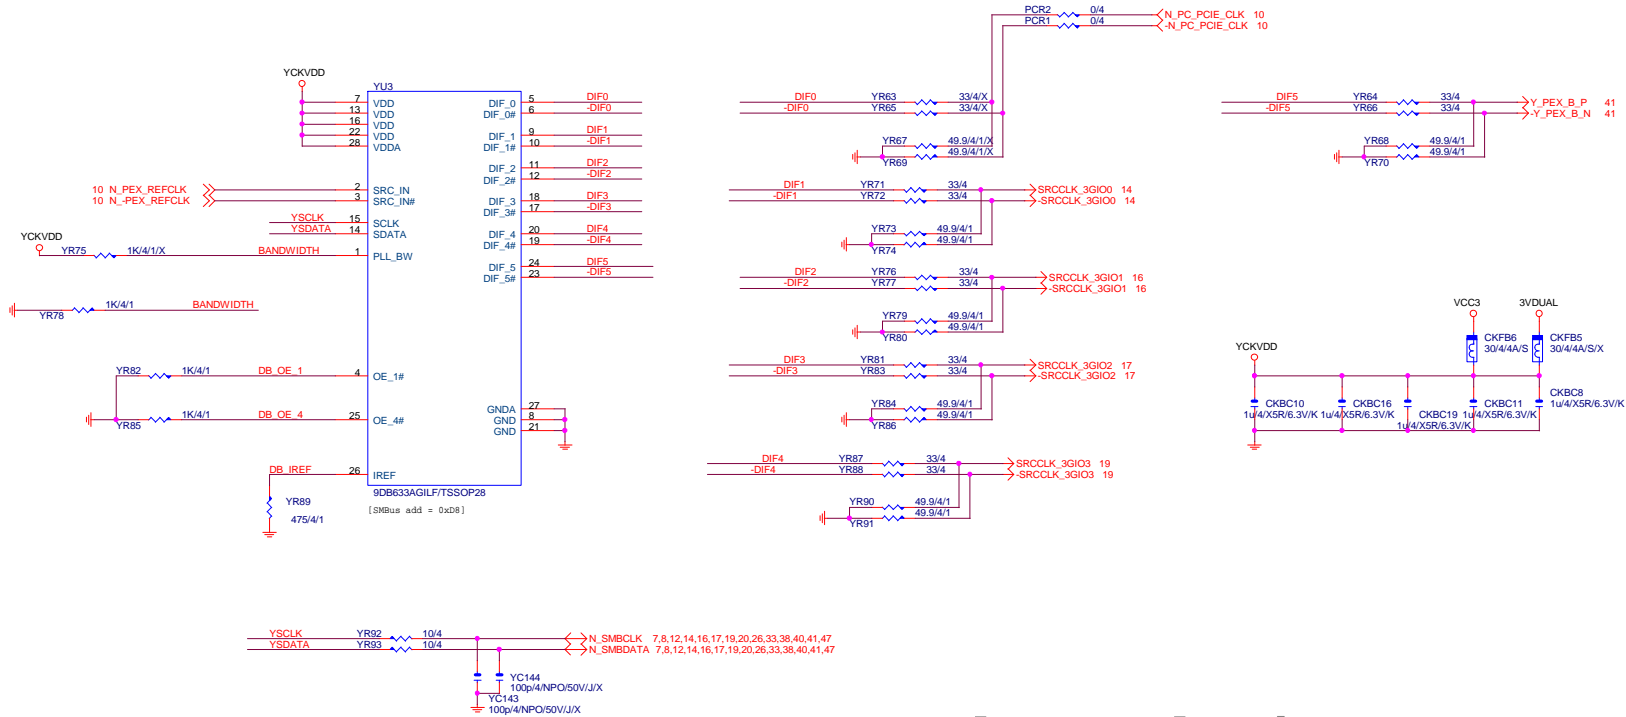 PCR2 0/4 N_PC_PCIE_CLK 10
PCR1 0/4 -N_PC_PCIE_CLK 10
YCKVDD
YU3
7 VDD DIF_0 5 DIF0
13 VDD DIF_0# 6 -DIF0
16 VDD
22 VDD DIF_1 9 DIF1
28 VDDA DIF_1# 10 -DIF1
DIF_2 11 DIF2
DIF_2# 12 -DIF2
10 N_PEX_REFCLK 2 SRC_IN
10 N_-PEX_REFCLK 3 SRC_IN#
DIF_3 18 DIF3
DIF_3# 17 -DIF3
YSCLK 15 SCLK
YSDATA 14 SDATA
DIF_4 20 DIF4
DIF_4# 19 -DIF4
YCKVDD
YR75 1K/4/1/X BANDWIDTH 1 PLL_BW
DIF_5 24 DIF5
DIF_5# 23 -DIF5
YR78 1K/4/1 BANDWIDTH
YR82 1K/4/1 DB_OE_1 4 OE_1#
YR85 1K/4/1 DB_OE_4 25 OE_4#
GNDA 27
GND 8
GND 21
DB_IREF 26 IREF
YR89
475/4/1
9DB633AGILF/TSSOP28
[SMBus add = 0xD8]
DIF0 YR63 33/4/X
-DIF0 YR65 33/4/X
YR67 49.9/4/1/X
YR69 49.9/4/1/X
DIF5 YR64 33/4 Y_PEX_B_P 41
-DIF5 YR66 33/4 -Y_PEX_B_N 41
YR68 49.9/4/1
YR70 49.9/4/1
DIF1 YR71 33/4 SRCCLK_3GIO0 14
-DIF1 YR72 33/4 -SRCCLK_3GIO0 14
YR73 49.9/4/1
YR74 49.9/4/1
DIF2 YR76 33/4 SRCCLK_3GIO1 16
-DIF2 YR77 33/4 -SRCCLK_3GIO1 16
YR79 49.9/4/1
YR80 49.9/4/1
DIF3 YR81 33/4 SRCCLK_3GIO2 17
-DIF3 YR83 33/4 -SRCCLK_3GIO2 17
YR84 49.9/4/1
YR86 49.9/4/1
DIF4 YR87 33/4 SRCCLK_3GIO3 19
-DIF4 YR88 33/4 -SRCCLK_3GIO3 19
YR90 49.9/4/1
YR91 49.9/4/1
VCC3 3VDUAL
YCKVDD
CKFB6
30/4/4A/S
CKFB5
30/4/4A/S/X
CKBC10
1u/4/X5R/6.3V/K
CKBC16
1u/4/X5R/6.3V/K
CKBC19
1u/4/X5R/6.3V/K
CKBC11
1u/4/X5R/6.3V/K
CKBC8
1u/4/X5R/6.3V/K
YSCLK YR92 10/4 N_SMBCLK 7,8,12,14,16,17,19,20,26,33,38,40,41,47
YSDATA YR93 10/4 N_SMBDATA 7,8,12,14,16,17,19,20,26,33,38,40,41,47
YC144
100p/4/NPO/50V/J/X
YC143
100p/4/NPO/50V/J/X